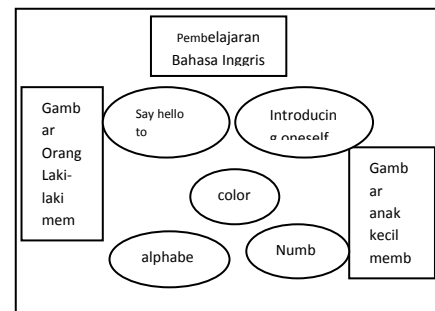 Pembelajaran
Bahasa Inggris
Gamb
ar
Orang
Laki-
laki
mem
Say hello
to
Introducin
g oneself
color
Gamb
ar
anak
kecil
memb
alphabe
Numb